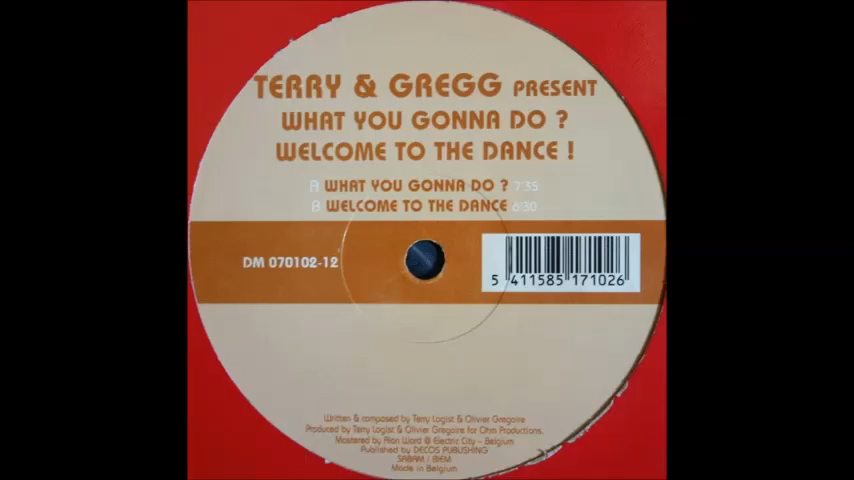 TERRY & GREGG PRESENT
WHAT YOU GONNA DO ?
WELCOME TO THE DANCE !
A WHAT YOU GONNA DO ? 7'35
B WELCOME TO THE DANCE 6'30
DM 070102-12
5 411585 171026
Written & composed by Terry Logist & Olivier Gregoire
Produced by Terry Logist & Olivier Gregoire for Ohm Productions.
Mastered by Alan Ward @ Electric City - Belgium
Published by DECOS PUBLISHING
SABAM / BIEM
Made in Belgium